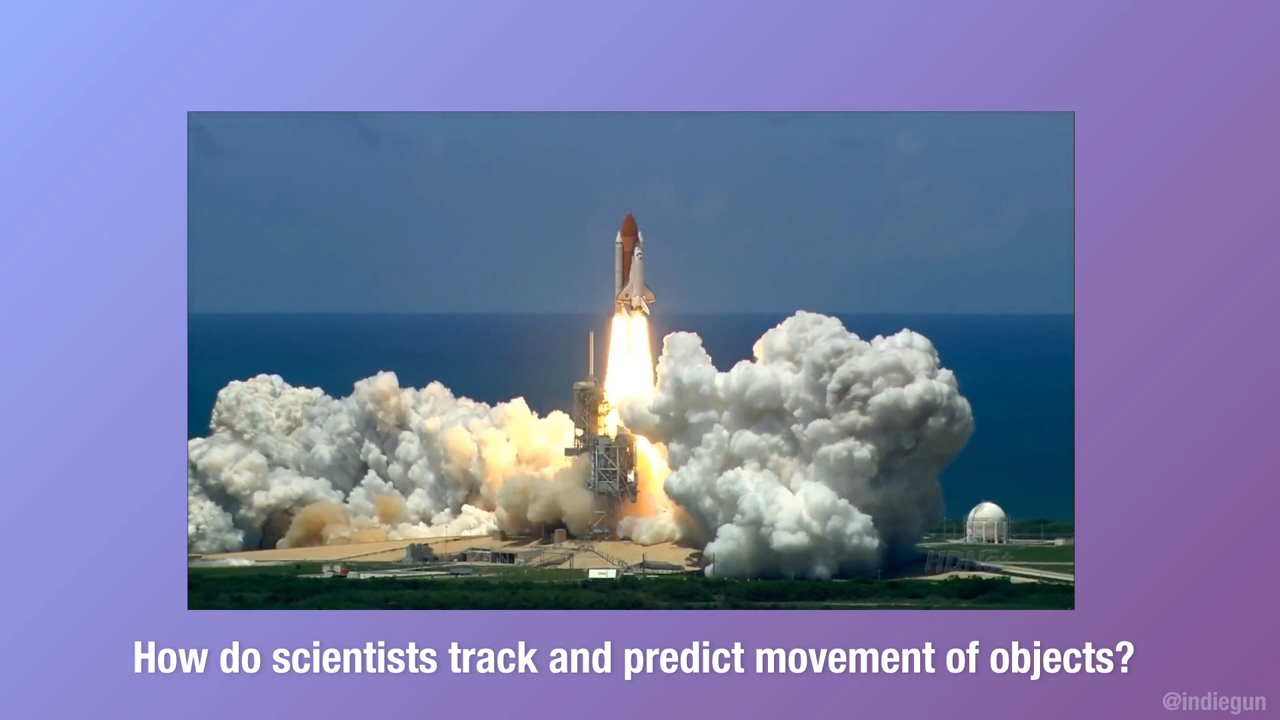 How do scientists track and predict movement of objects?
@indiegun